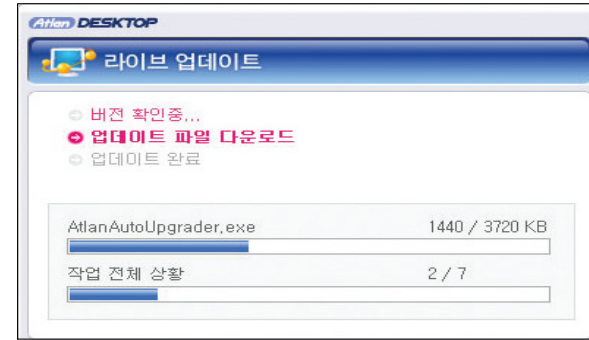 Atlan DESKTOP
라이브 업데이트
버전 확인중...
업데이트 파일 다운로드
업데이트 완료
AtlanAutoUpgrader.exe 1440 / 3720 KB
작업 전체 상황 2 / 7